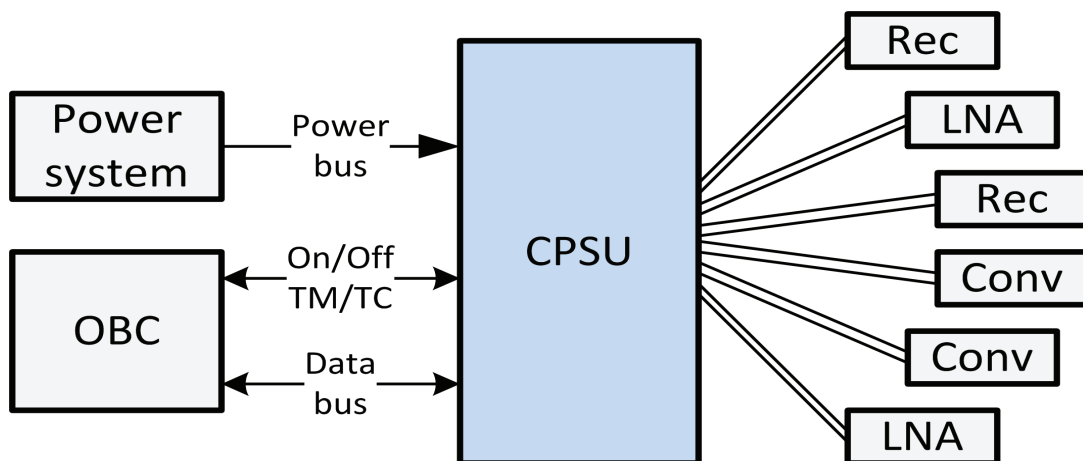 Power
system
Power
bus
OBC
On/Off
TM/TC
Data
bus
CPSU
Rec
LNA
Rec
Conv
Conv
LNA